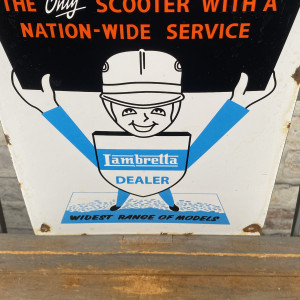 THE Only SCOOTER WITH A
NATION-WIDE SERVICE
Lambretta
DEALER
WIDEST RANGE OF MODELS